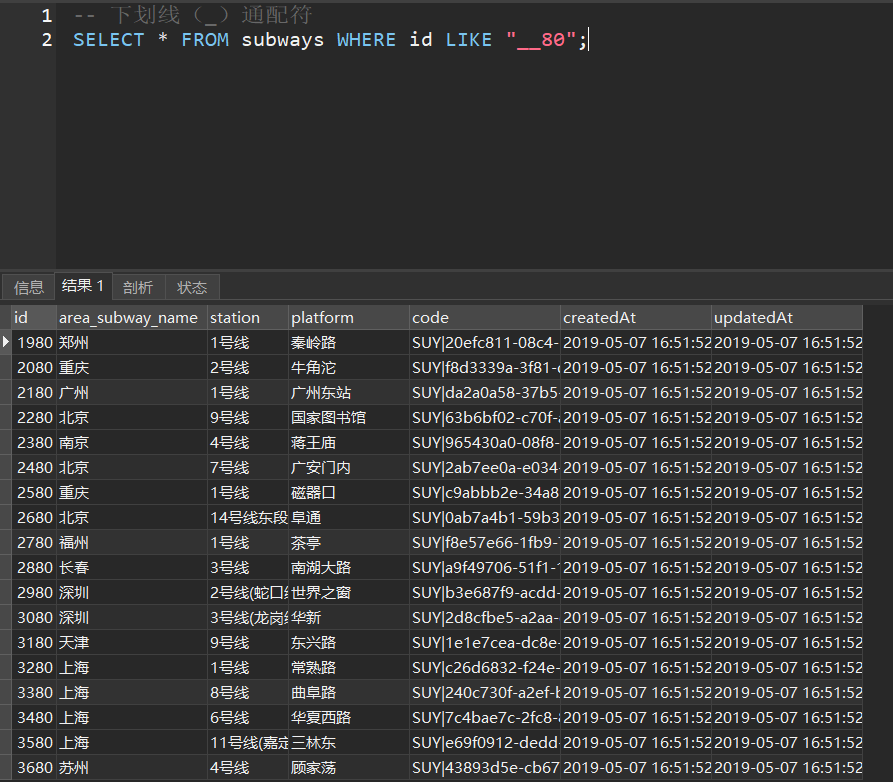 1 -- 下划线（_）通配符
2 SELECT * FROM subways WHERE id LIKE "__80";
信息 结果 1 剖析 状态
id area_subway_name station platform code createdAt updatedAt
1980 郑州 1号线 秦岭路 SUY|20efc811-08c4- 2019-05-07 16:51:52 2019-05-07 16:51:52
2080 重庆 2号线 牛角沱 SUY|f8d3339a-3f81- 2019-05-07 16:51:52 2019-05-07 16:51:52
2180 广州 1号线 广州东站 SUY|da2a0a58-37b5 2019-05-07 16:51:52 2019-05-07 16:51:52
2280 北京 9号线 国家图书馆 SUY|63b6bf02-c70f- 2019-05-07 16:51:52 2019-05-07 16:51:52
2380 南京 4号线 蒋王庙 SUY|965430a0-08f8- 2019-05-07 16:51:52 2019-05-07 16:51:52
2480 北京 7号线 广安门内 SUY|2ab7ee0a-e034 2019-05-07 16:51:52 2019-05-07 16:51:52
2580 重庆 1号线 磁器口 SUY|c9abbb2e-34a8 2019-05-07 16:51:52 2019-05-07 16:51:52
2680 北京 14号线东段 阜通 SUY|0ab7a4b1-59b3 2019-05-07 16:51:52 2019-05-07 16:51:52
2780 福州 1号线 茶亭 SUY|f8e57e66-1fb9- 2019-05-07 16:51:52 2019-05-07 16:51:52
2880 长春 3号线 南湖大路 SUY|a9f49706-51f1- 2019-05-07 16:51:52 2019-05-07 16:51:52
2980 深圳 2号线(蛇口 世界之窗 SUY|b3e687f9-acdd- 2019-05-07 16:51:52 2019-05-07 16:51:52
3080 深圳 3号线(龙岗 华新 SUY|2d8cfbe5-a2aa- 2019-05-07 16:51:52 2019-05-07 16:51:52
3180 天津 9号线 东兴路 SUY|1e1e7cea-dc8e- 2019-05-07 16:51:52 2019-05-07 16:51:52
3280 上海 1号线 常熟路 SUY|c26d6832-f24e- 2019-05-07 16:51:52 2019-05-07 16:51:52
3380 上海 8号线 曲阜路 SUY|240c730f-a2ef- 2019-05-07 16:51:52 2019-05-07 16:51:52
3480 上海 6号线 华夏西路 SUY|7c4bae7c-2fc8- 2019-05-07 16:51:52 2019-05-07 16:51:52
3580 上海 11号线(嘉定 三林东 SUY|e69f0912-dedd 2019-05-07 16:51:52 2019-05-07 16:51:52
3680 苏州 4号线 顾家荡 SUY|43893d5e-cb67 2019-05-07 16:51:52 2019-05-07 16:51:52